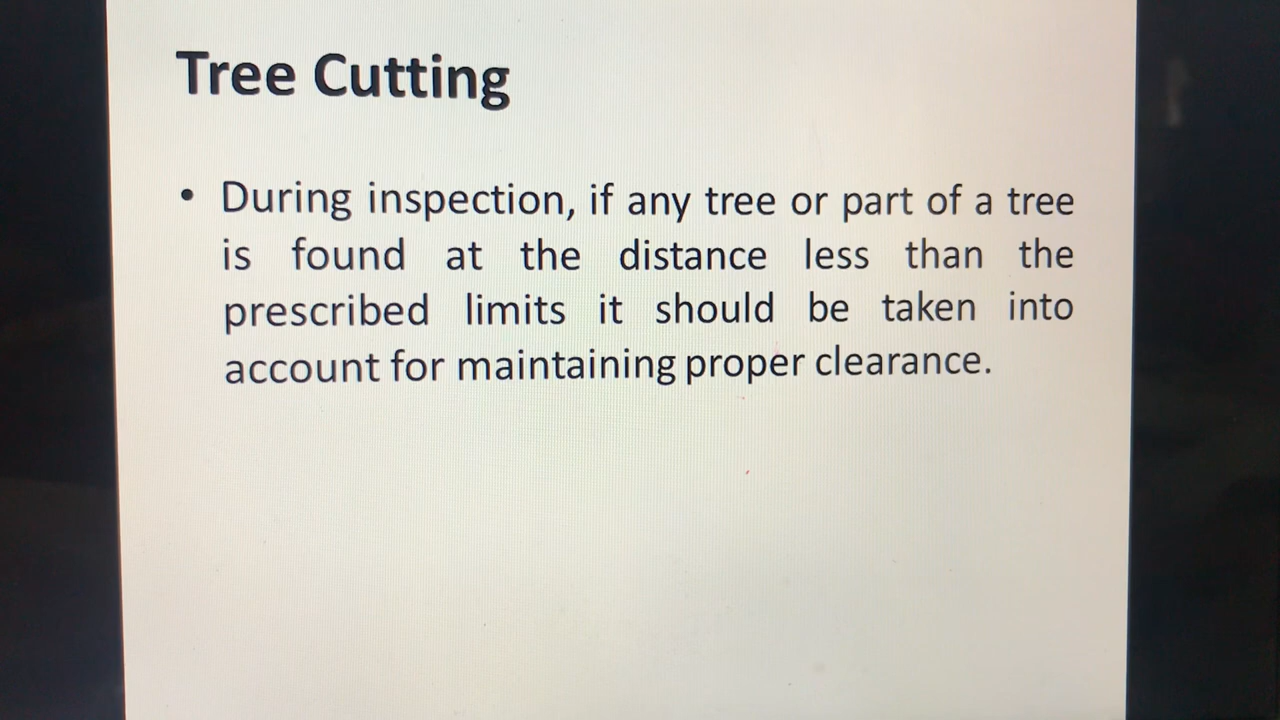 Tree Cutting
• During inspection, if any tree or part of a tree
is found at the distance less than the
prescribed limits it should be taken into
account for maintaining proper clearance.